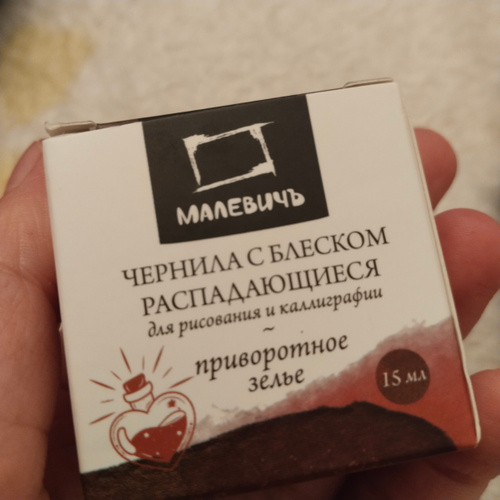 МАЛЕВИЧЪ
ЧЕРНИЛА С БЛЕСКОМ
РАСПАДАЮЩИЕСЯ
для рисования и каллиграфии
~
приворотное
зелье
15 мл